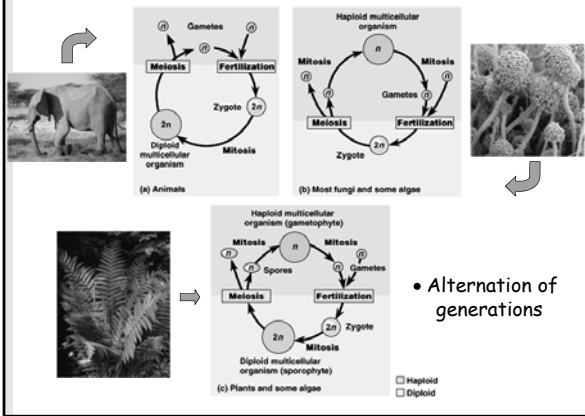 Gametes
n
n
n
Meiosis
Fertilization
Zygote
2n
2n
Diploid
multicellular
organism
Mitosis
(a) Animals
Haploid multicellular
organism
Mitosis
n
Mitosis
n
n
n
n
Gametes
Meiosis
Fertilization
2n
Zygote
(b) Most fungi and some algae
Haploid multicellular
organism (gametophyte)
Mitosis
n
Mitosis
n
n
n
n
Spores
Gametes
Meiosis
Fertilization
2n
2n
Zygote
Mitosis
Diploid multicellular
organism (sporophyte)
(c) Plants and some algae
Haploid
Diploid
• Alternation of
generations